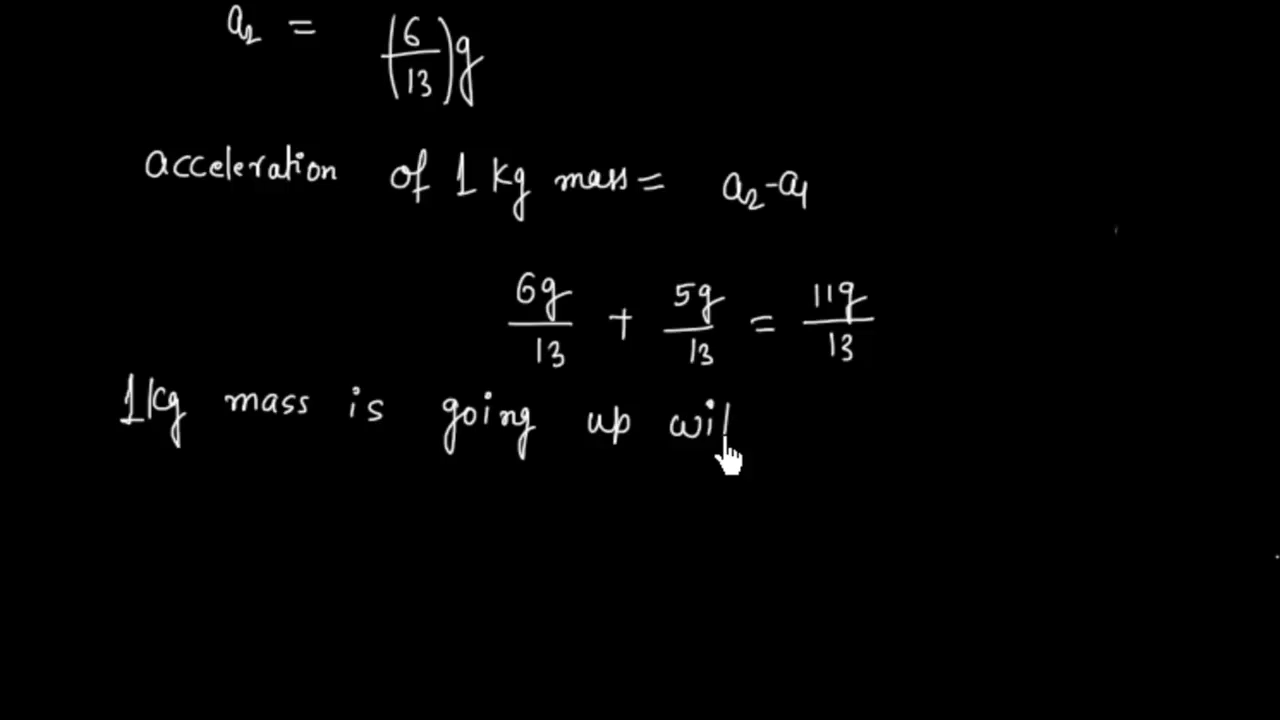 a₂ = (6/13)g
acceleration of 1 kg mass = a₂-a₁
6g/13 + 5g/13 = 11g/13
1kg mass is going up wil